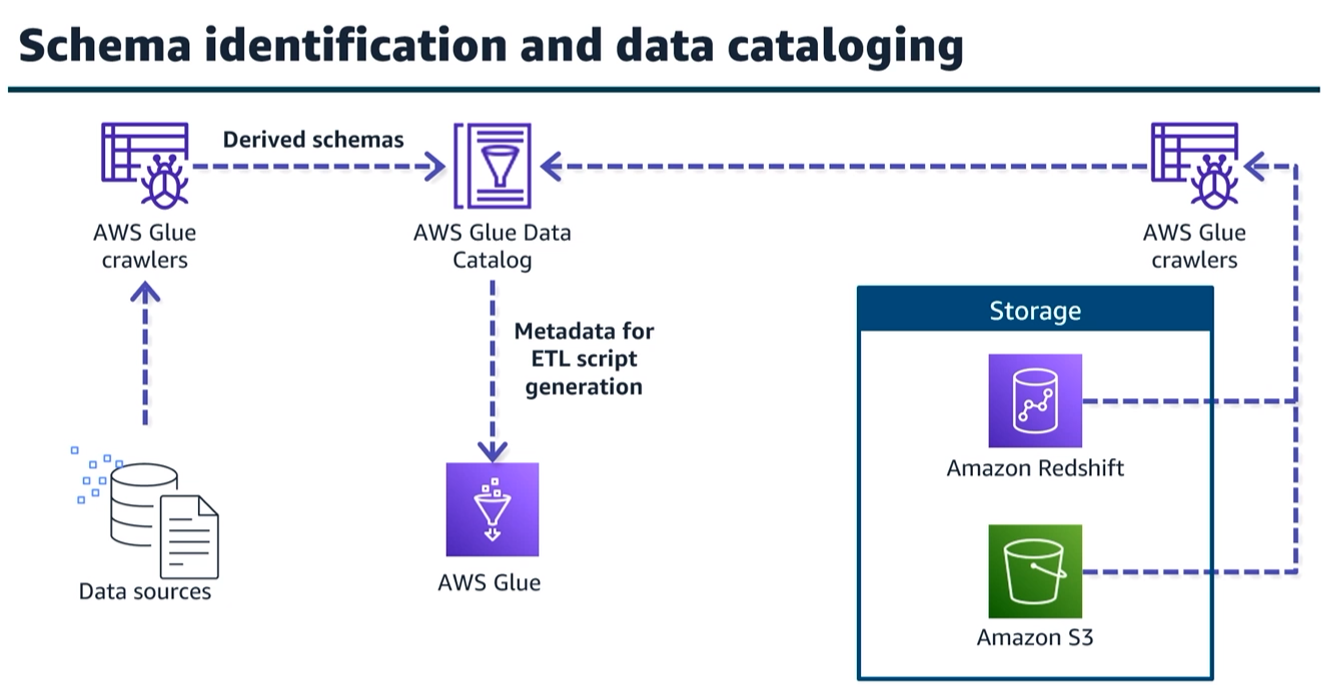 Schema identification and data cataloging
Derived schemas
AWS Glue
crawlers
AWS Glue Data
Catalog
AWS Glue
crawlers
Metadata for
ETL script
generation
Storage
Amazon Redshift
Data sources
AWS Glue
Amazon S3